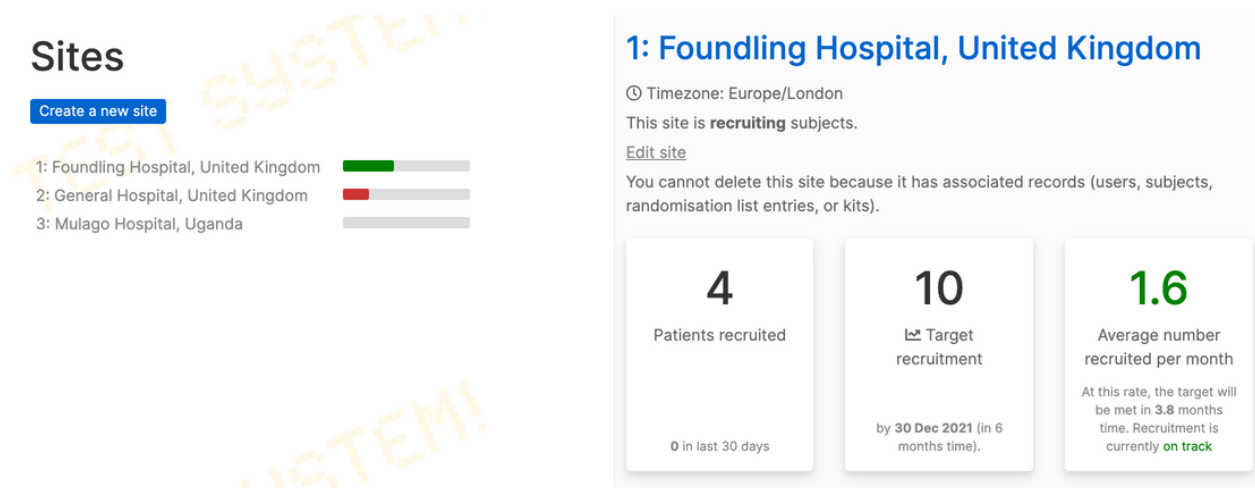 Sites
Create a new site
1: Foundling Hospital, United Kingdom
2: General Hospital, United Kingdom
3: Mulago Hospital, Uganda
TEST SYSTEM!
SYSTEM!
1: Foundling Hospital, United Kingdom
Timezone: Europe/London
This site is recruiting subjects.
Edit site
You cannot delete this site because it has associated records (users, subjects,
randomisation list entries, or kits).
4
Patients recruited
0 in last 30 days
10
Target
recruitment
by 30 Dec 2021 (in 6
months time).
1.6
Average number
recruited per month
At this rate, the target will
be met in 3.8 months
time. Recruitment is
currently on track